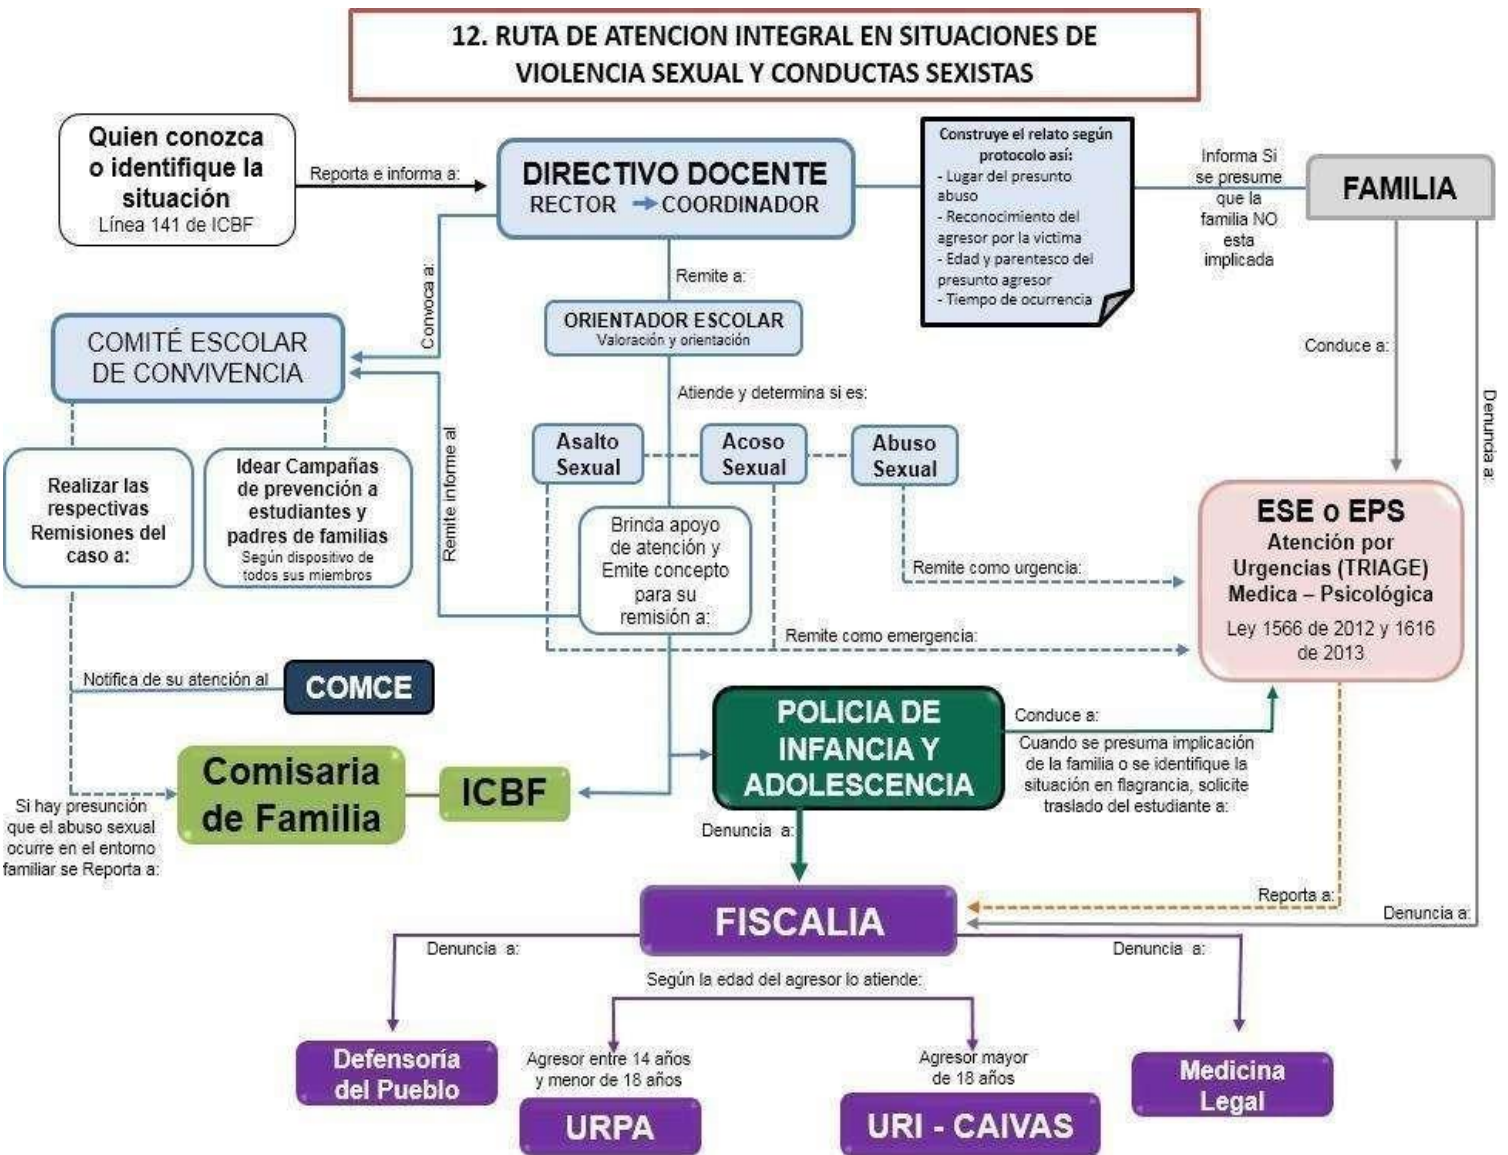 12. RUTA DE ATENCION INTEGRAL EN SITUACIONES DE
VIOLENCIA SEXUAL Y CONDUCTAS SEXISTAS
Quien conozca
o identifique la
situación
Línea 141 de ICBF
Reporta e informa a:
DIRECTIVO DOCENTE
RECTOR COORDINADOR
Construye el relato según
protocolo así:
- Lugar del presunto
abuso
- Reconocimiento del
agresor por la victima
- Edad y parentesco del
presunto agresor
- Tiempo de ocurrencia
Informa Si
se presume
que la
familia NO
esta
implicada
FAMILIA
Convoca a:
Remite a:
ORIENTADOR ESCOLAR
Valoración y orientación
COMITÉ ESCOLAR
DE CONVIVENCIA
Conduce a:
Denuncia a:
Atiende y determina si es:
Asalto
Sexual
Acoso
Sexual
Abuso
Sexual
Realizar las
respectivas
Remisiones del
caso a:
Idear Campañas
de prevención a
estudiantes y
padres de familias
Según dispositivo de
todos sus miembros
Remite informe al
Brinda apoyo
de atención y
Emite concepto
para su
remisión a:
Remite como urgencia:
Remite como emergencia:
ESE o EPS
Atención por
Urgencias (TRIAGE)
Medica – Psicológica
Ley 1566 de 2012 y 1616
de 2013
Notifica de su atención al
COMCE
POLICIA DE
INFANCIA Y
ADOLESCENCIA
Conduce a:
Cuando se presuma implicación
de la familia o se identifique la
situación en flagrancia, solicite
traslado del estudiante a:
Comisaria
de Familia
ICBF
Si hay presunción
que el abuso sexual
ocurre en el entorno
familiar se Reporta a:
Denuncia a:
Reporta a:
Denuncia a:
FISCALIA
Denuncia a:
Denuncia a:
Según la edad del agresor lo atiende:
Defensoría
del Pueblo
Agresor entre 14 años
y menor de 18 años
URPA
Agresor mayor
de 18 años
URI - CAIVAS
Medicina
Legal